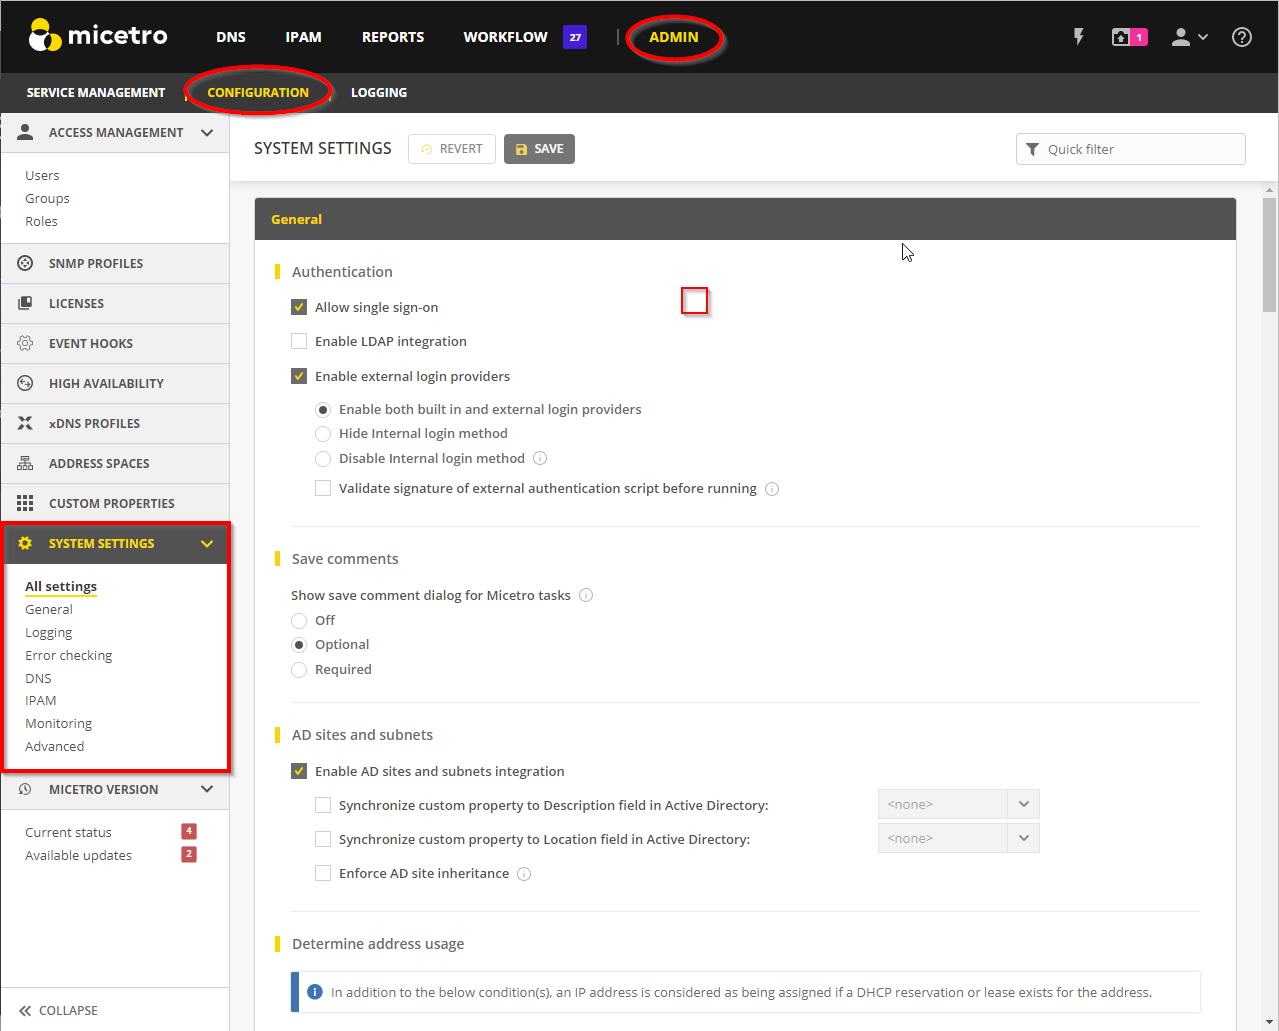 micetro
DNS IPAM REPORTS WORKFLOW 27 ADMIN 1
SERVICE MANAGEMENT CONFIGURATION LOGGING
ACCESS MANAGEMENT
Users
Groups
Roles
SNMP PROFILES
LICENSES
EVENT HOOKS
HIGH AVAILABILITY
xDNS PROFILES
ADDRESS SPACES
CUSTOM PROPERTIES
SYSTEM SETTINGS
All settings
General
Logging
Error checking
DNS
IPAM
Monitoring
Advanced
MICETRO VERSION
Current status 4
Available updates 2
COLLAPSE
SYSTEM SETTINGS REVERT SAVE Quick filter
General
Authentication
Allow single sign-on
Enable LDAP integration
Enable external login providers
Enable both built in and external login providers
Hide Internal login method
Disable Internal login method
Validate signature of external authentication script before running
Save comments
Show save comment dialog for Micetro tasks
Off
Optional
Required
AD sites and subnets
Enable AD sites and subnets integration
Synchronize custom property to Description field in Active Directory: <none>
Synchronize custom property to Location field in Active Directory: <none>
Enforce AD site inheritance
Determine address usage
In addition to the below condition(s), an IP address is considered as being assigned if a DHCP reservation or lease exists for the address.